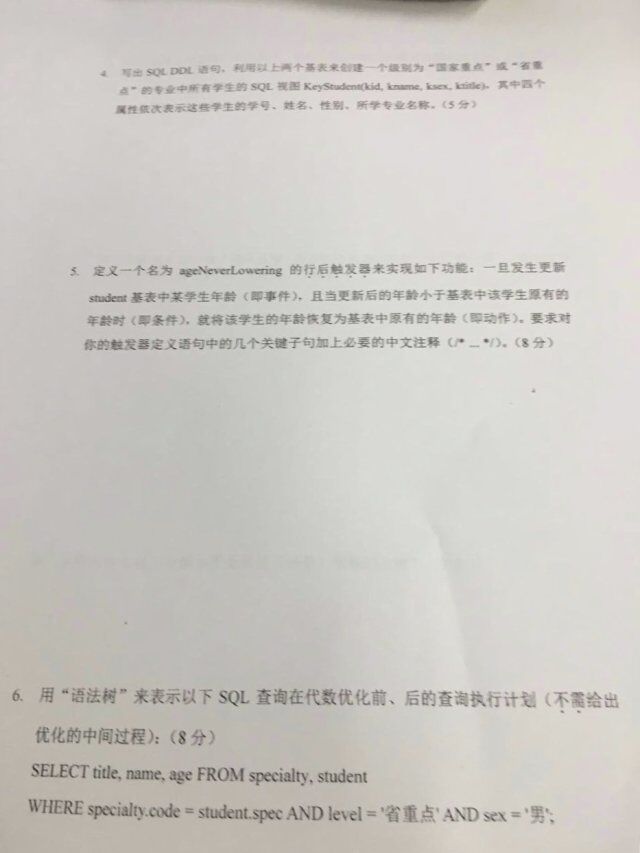 4. 写出 SQL DDL 语句，利用以上两个基表来创建一个级别为“国家重点”或“省重
点”的专业中所有学生的 SQL 视图 KeyStudent(kid, kname, ksex, ktitle)，其中四个
属性依次表示这些学生的学号、姓名、性别、所学专业名称。（5 分）
5. 定义一个名为 ageNeverLowering 的行后触发器来实现如下功能：一旦发生更新
student 基表中某学生年龄（即事件），且当更新后的年龄小于基表中该学生原有的
年龄时（即条件），就将该学生的年龄恢复为基表中原有的年龄（即动作）。要求对
你的触发器定义语句中的几个关键子句加上必要的中文注释（/* ... */）。（8 分）
6. 用“语法树”来表示以下 SQL 查询在代数优化前、后的查询执行计划（不需给出
优化的中间过程）：（8 分）
SELECT title, name, age FROM specialty, student
WHERE specialty.code = student.spec AND level = '省重点' AND sex = '男';